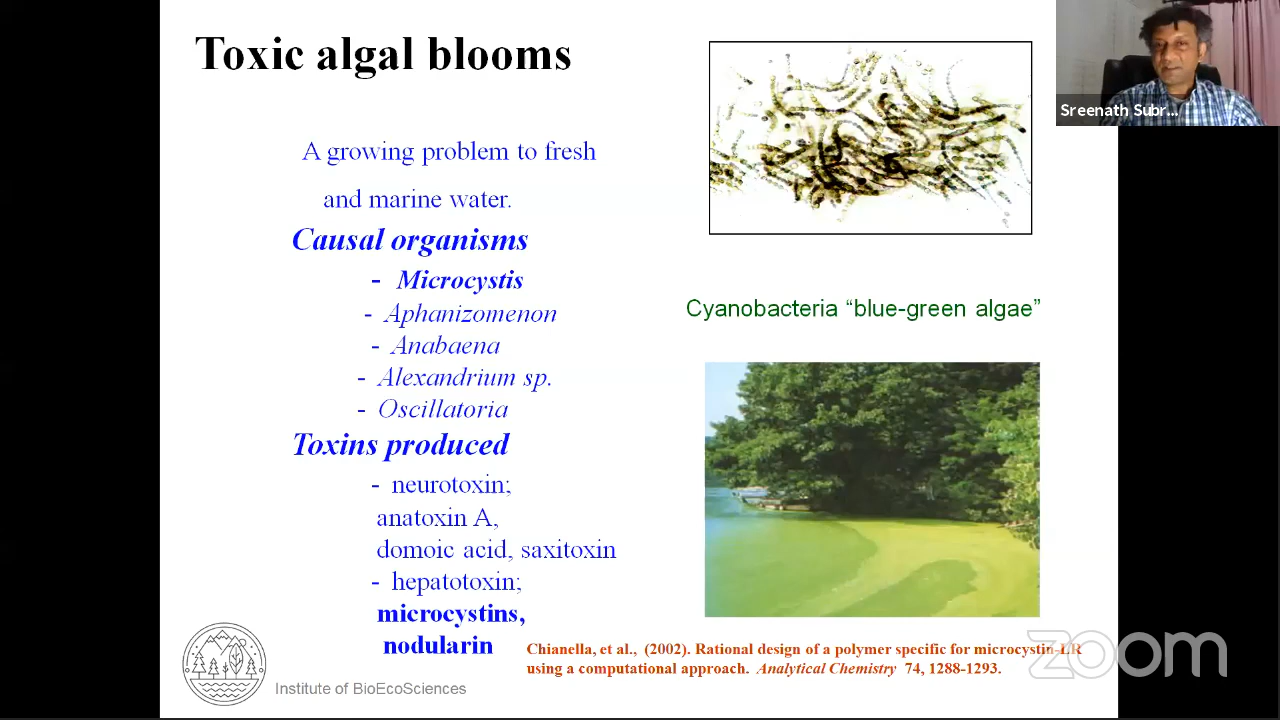 Toxic algal blooms
A growing problem to fresh
and marine water.
Causal organisms
- Microcystis
- Aphanizomenon
- Anabaena
- Alexandrium sp.
- Oscillatoria
Toxins produced
- neurotoxin;
anatoxin A,
domoic acid, saxitoxin
- hepatotoxin;
microcystins,
nodularin
Cyanobacteria “blue-green algae”
Chianella, et al., (2002). Rational design of a polymer specific for microcystin-LR
using a computational approach. Analytical Chemistry 74, 1288-1293.
Institute of BioEcoSciences
Sreenath Subr...
zoom